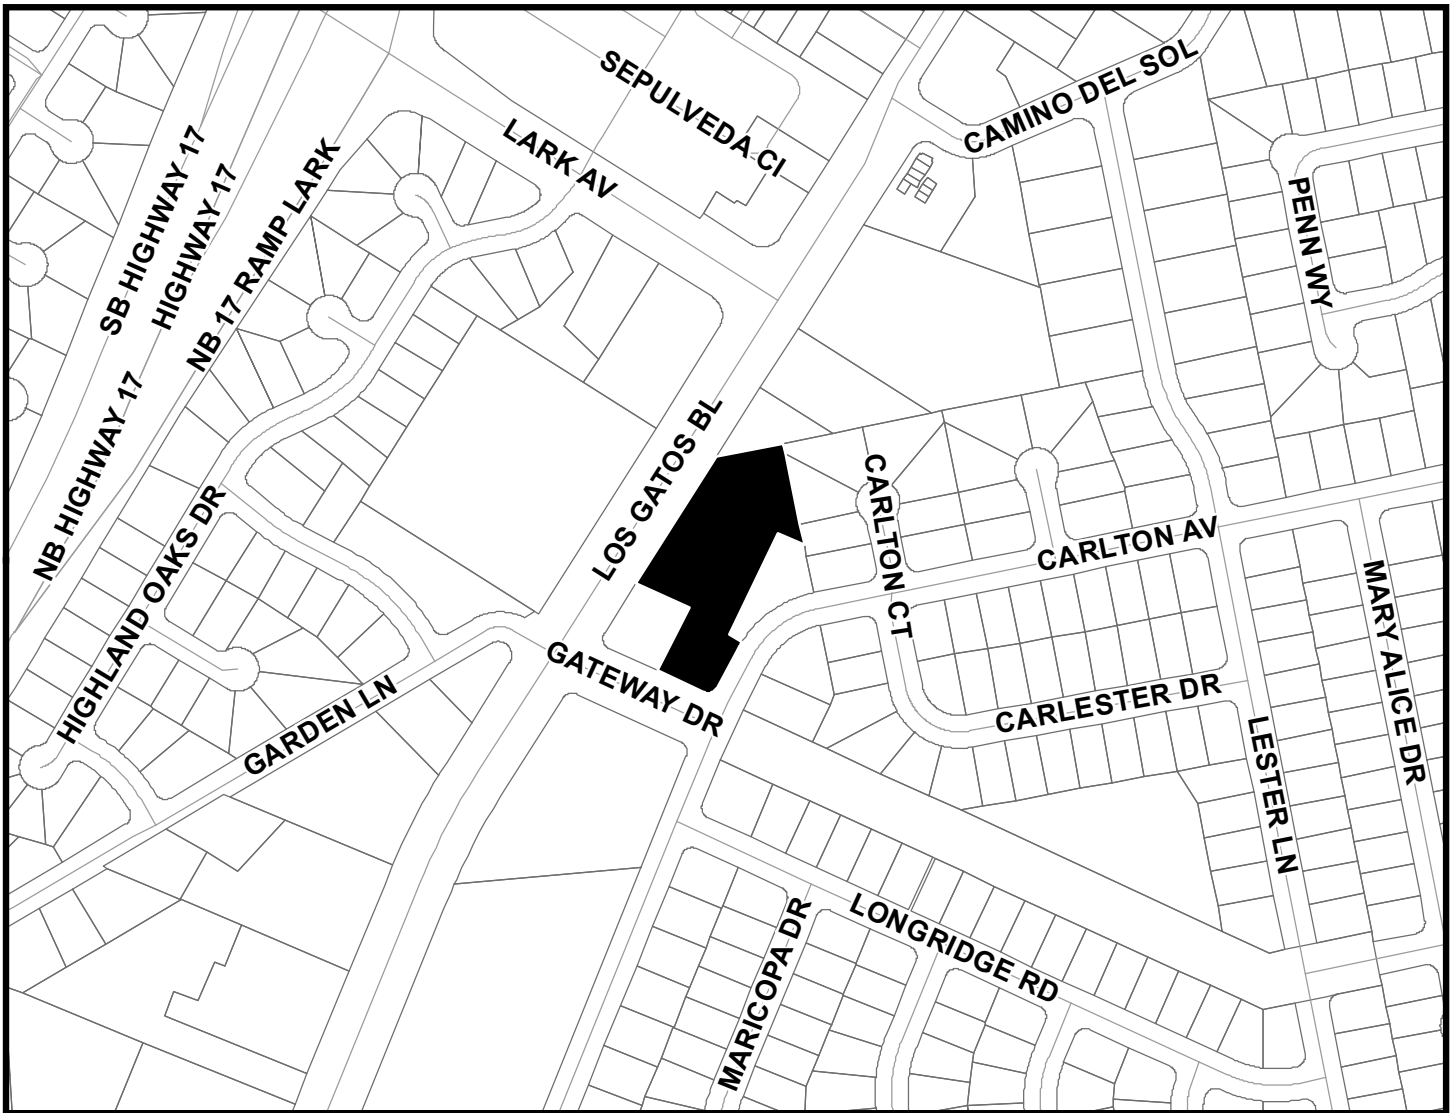 SEPULVEDA CI
CAMINO DEL SOL
LARK AV
SB HIGHWAY 17
HIGHWAY 17
NB 17 RAMP LARK
PENN WY
NB HIGHWAY 17
LOS GATOS BL
CARLTON CT
CARLTON AV
HIGHLAND OAKS DR
MARY ALICE DR
GATEWAY DR
GARDEN LN
CARLESTER DR
LESTER LN
LONGRIDGE RD
MARICOPA DR